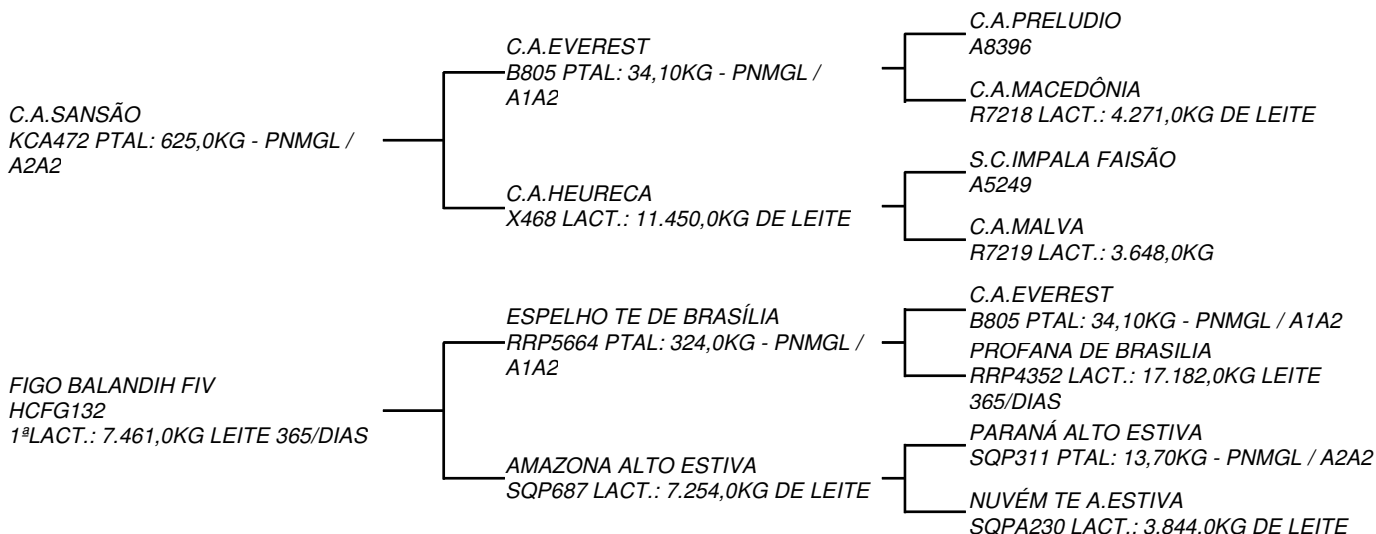 C.A.SANSÃO
KCA472 PTAL: 625,0KG - PNMGL /
A2A2
FIGO BALANDIH FIV
HCFG132
1ªLACT.: 7.461,0KG LEITE 365/DIAS
C.A.EVEREST
B805 PTAL: 34,10KG - PNMGL /
A1A2
C.A.HEURECA
X468 LACT.: 11.450,0KG DE LEITE
ESPELHO TE DE BRASÍLIA
RRP5664 PTAL: 324,0KG - PNMGL /
A1A2
AMAZONA ALTO ESTIVA
SQP687 LACT.: 7.254,0KG DE LEITE
C.A.PRELUDIO
A8396
C.A.MACEDÔNIA
R7218 LACT.: 4.271,0KG DE LEITE
S.C.IMPALA FAISÃO
A5249
C.A.MALVA
R7219 LACT.: 3.648,0KG
C.A.EVEREST
B805 PTAL: 34,10KG - PNMGL / A1A2
PROFANA DE BRASILIA
RRP4352 LACT.: 17.182,0KG LEITE
365/DIAS
PARANÁ ALTO ESTIVA
SQP311 PTAL: 13,70KG - PNMGL / A2A2
NUVÉM TE A.ESTIVA
SQPA230 LACT.: 3.844,0KG DE LEITE